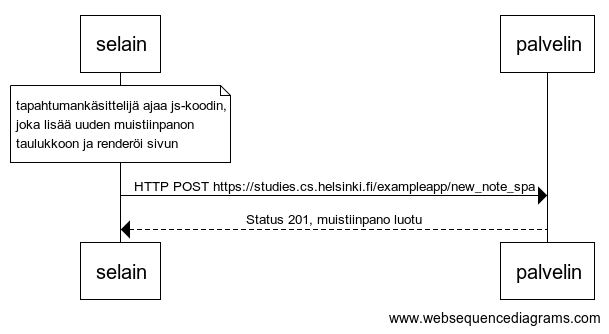 selain
palvelin
tapahtumankäsittelijä ajaa js-koodin,
joka lisää uuden muistiinpanon
taulukkoon ja renderöi sivun
HTTP POST https://studies.cs.helsinki.fi/exampleapp/new_note_spa
Status 201, muistiinpano luotu
selain
palvelin
www.websequencediagrams.com